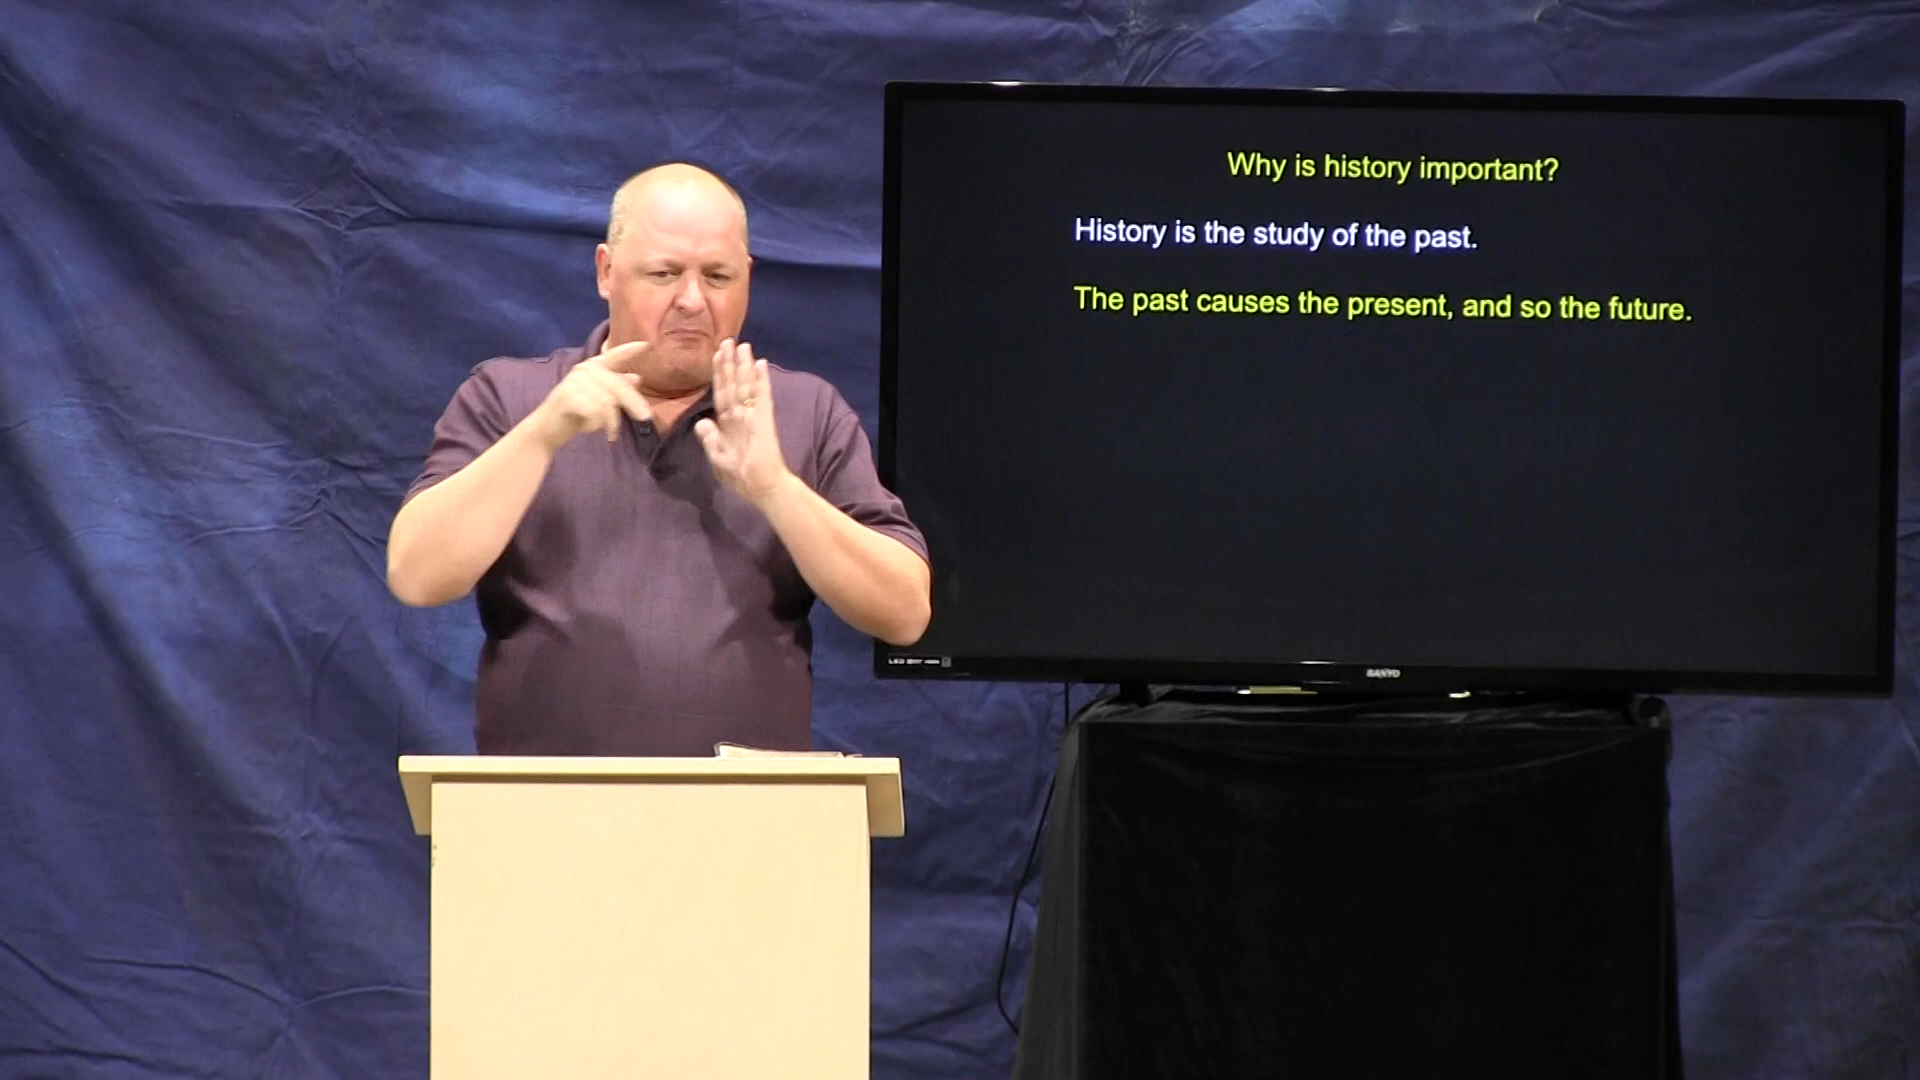 Why is history important?
History is the study of the past.
The past causes the present, and so the future.
SANYO